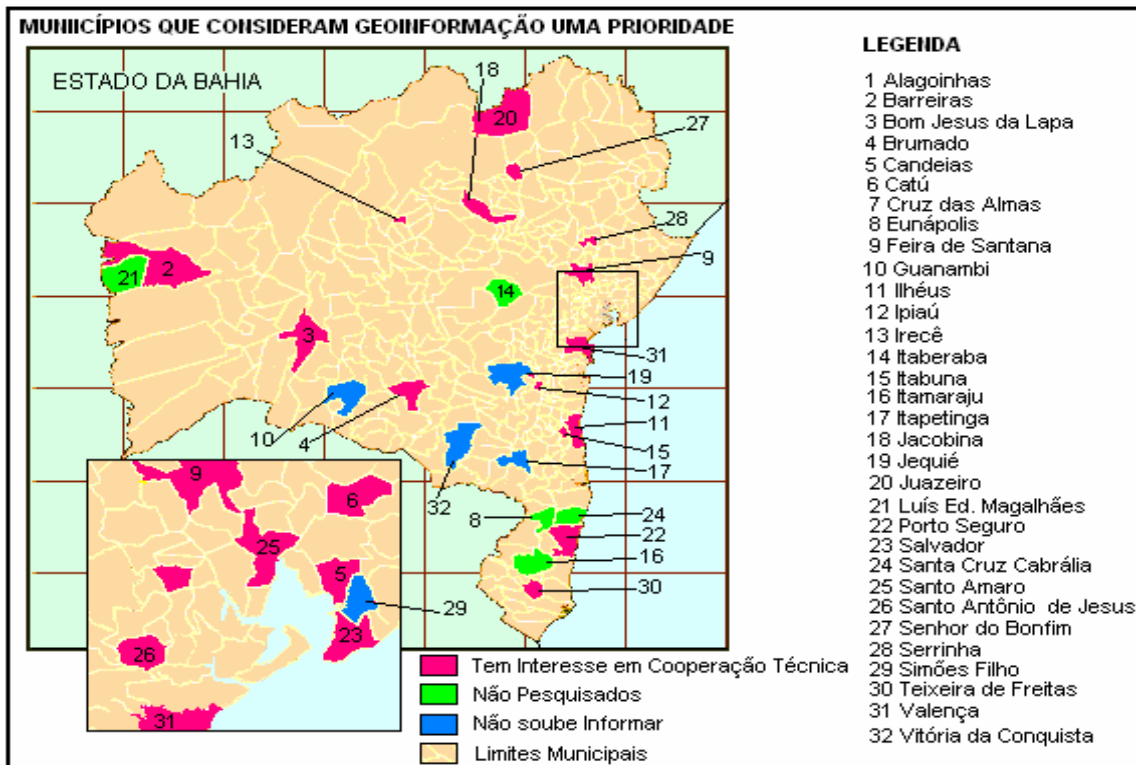 MUNIICÍPIOS QUE CONSIDERAM GEOINFORMAÇÃO UMA PRIORIDADE
ESTADO DA BAHIA
18
20
27
13
28
9
21
2
14
3
31
19
12
10
4
11
15
17
32
8
24
22
16
30
9
6
25
5
29
23
26
31
Tem Interesse em Cooperação Técnica
Não Pesquisados
Não soube Informar
Limites Municipais
LEGENDA
1 Alagoinhas
2 Barreiras
3 Bom Jesus da Lapa
4 Brumado
5 Candeias
6 Catú
7 Cruz das Almas
8 Eunápolis
9 Feira de Santana
10 Guanambi
11 Ilhéus
12 Ipiaú
13 Irecê
14 Itaberaba
15 Itabuna
16 Itamaraju
17 Itapetinga
18 Jacobina
19 Jequié
20 Juazeiro
21 Luís Ed. Magalhães
22 Porto Seguro
23 Salvador
24 Santa Cruz Cabrália
25 Santo Amaro
26 Santo Antônio de Jesus
27 Senhor do Bonfim
28 Serrinha
29 Simões Filho
30 Teixeira de Freitas
31 Valença
32 Vitória da Conquista